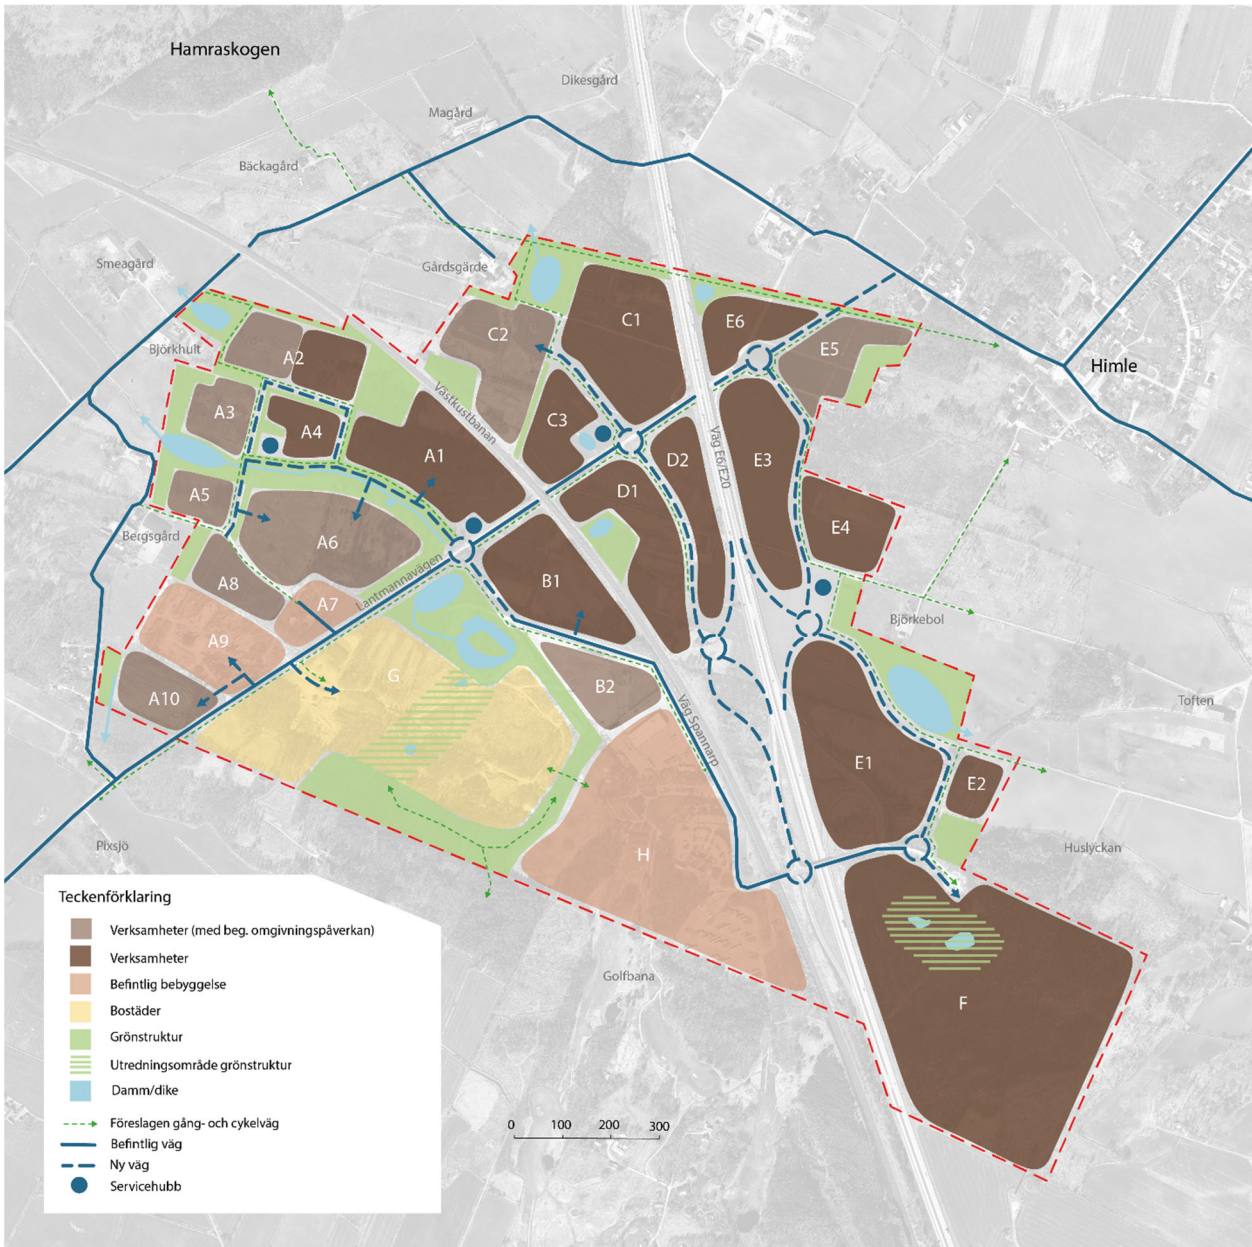 Hamraskogen
Dikesgård
Magård
Bäckagård
Smeagård
Gårdsgärde
Björkhult
Himle
C1
E6
C2
E5
A2
Västkustbanan
A3
A4
C3
A1
D2
Väg E6/E20
E3
D1
A5
E4
Bergsgård
A6
Lantmannavägen
B1
A8
A7
Björkebol
A9
G
B2
A10
Väg Spannarp
Toften
E1
E2
Pixsjö
H
Huslyckan
Golfbana
F
Teckenförklaring
Verksamheter (med beg. omgivningspåverkan)
Verksamheter
Befintlig bebyggelse
Bostäder
Grönstruktur
Utredningsområde grönstruktur
Damm/dike
Föreslagen gång- och cykelväg
Befintlig väg
Ny väg
Servicehubb
0 100 200 300